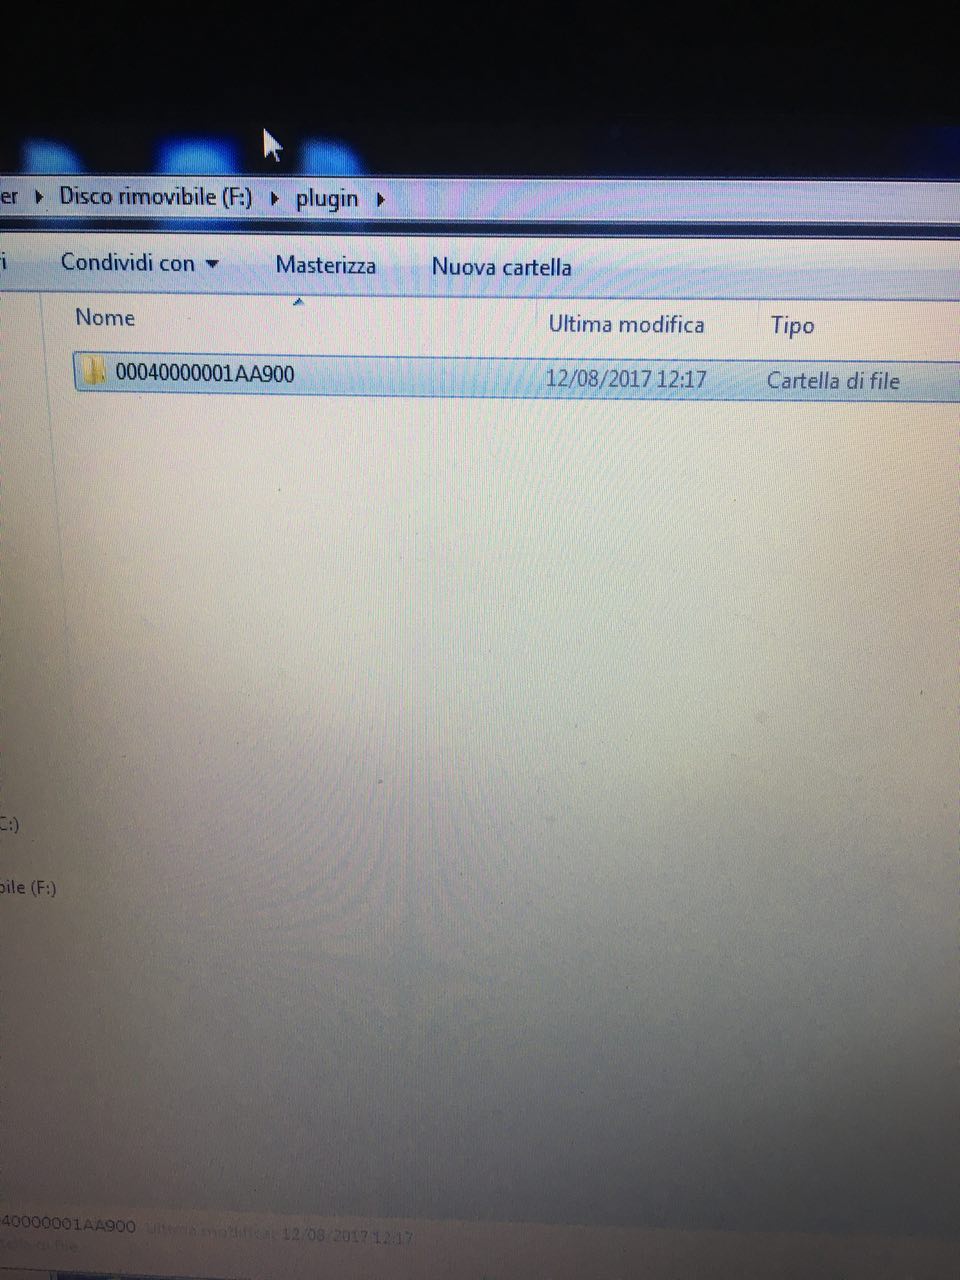 er ▸ Disco rimovibile (F:) ▸ plugin ▸
i Condividi con Masterizza Nuova cartella
Nome Ultima modifica Tipo
00040000001AA900 12/08/2017 12:17 Cartella di file
C:)
bile (F:)
40000001AA900 Ultima modifica: 12/08/2017 12:17
tella di file